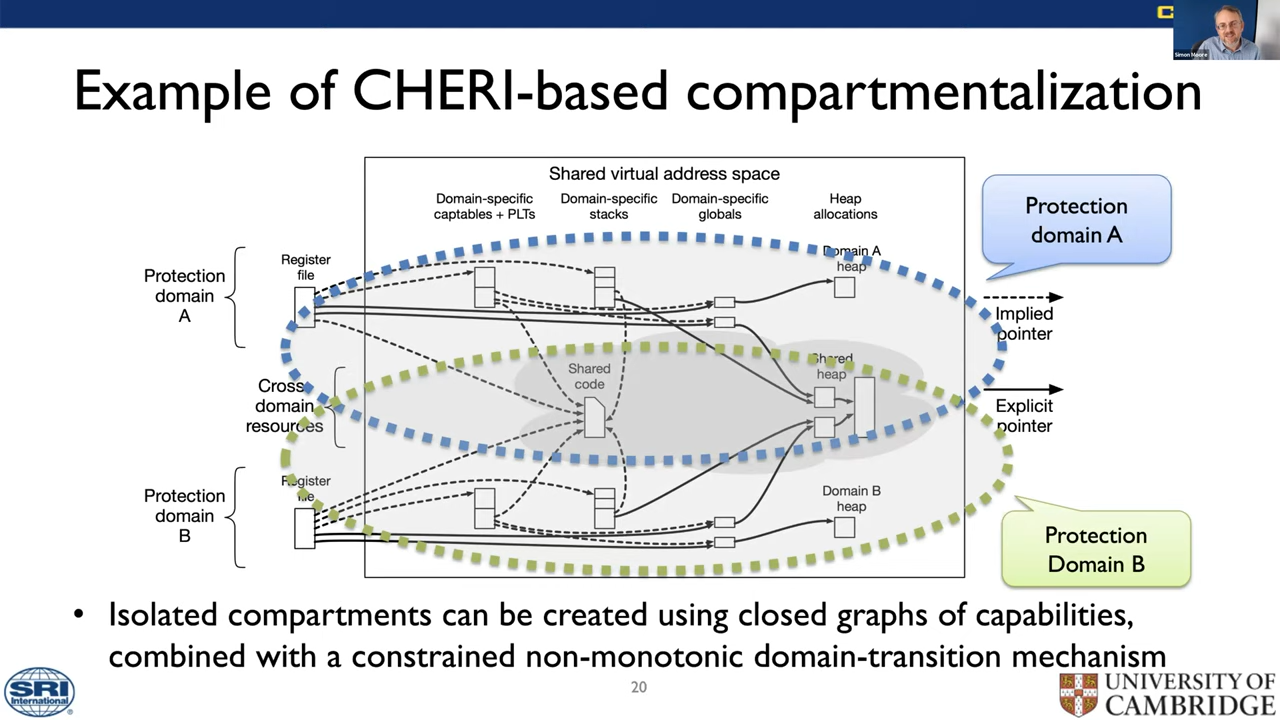 Simon Moore
Example of CHERI-based compartmentalization
Shared virtual address space
Domain-specific
captables + PLTs
Domain-specific
stacks
Domain-specific
globals
Heap
allocations
Protection
domain A
Protection
domain
A
Register
file
Domain A
heap
Implied
pointer
Cross
domain
resources
Shared
code
Shared
heap
Explicit
pointer
Protection
domain
B
Register
file
Domain B
heap
Protection
Domain B
• Isolated compartments can be created using closed graphs of capabilities,
combined with a constrained non-monotonic domain-transition mechanism
SRI
International
20
UNIVERSITY OF
CAMBRIDGE